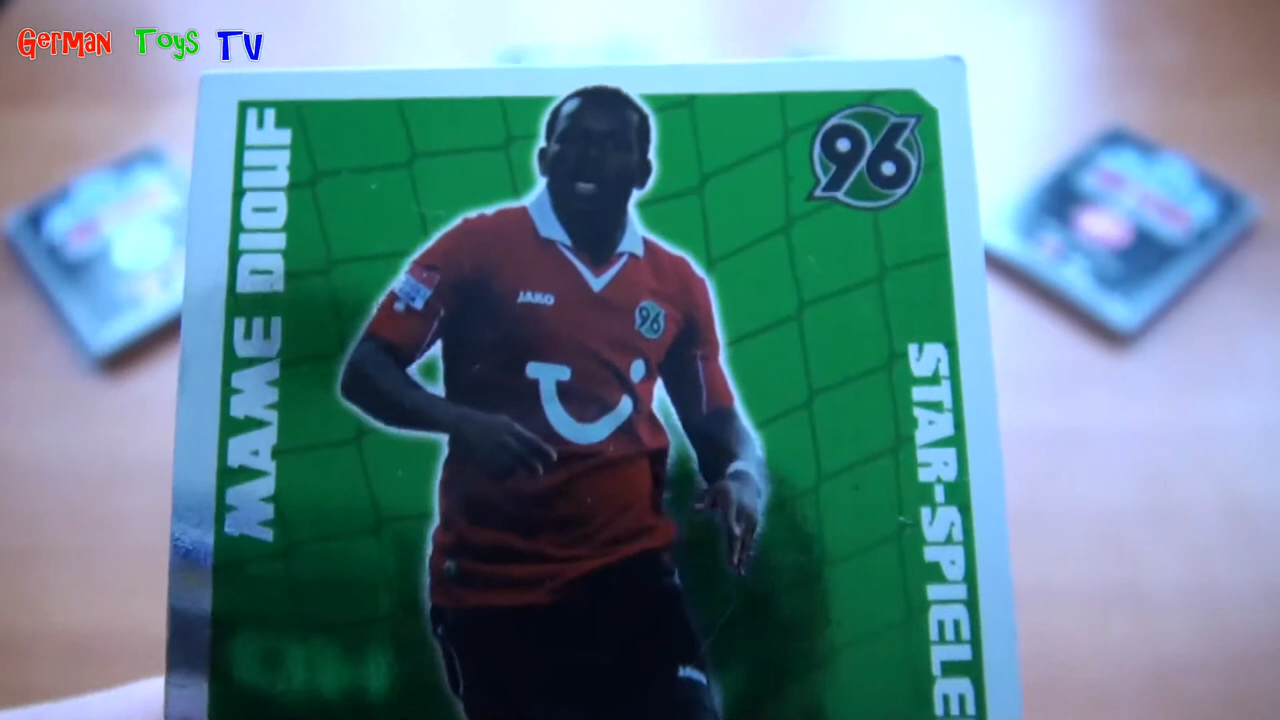 GerMAN Toys TV
MAME DIOUF
96
JAKO
96
STAR-SPIELE